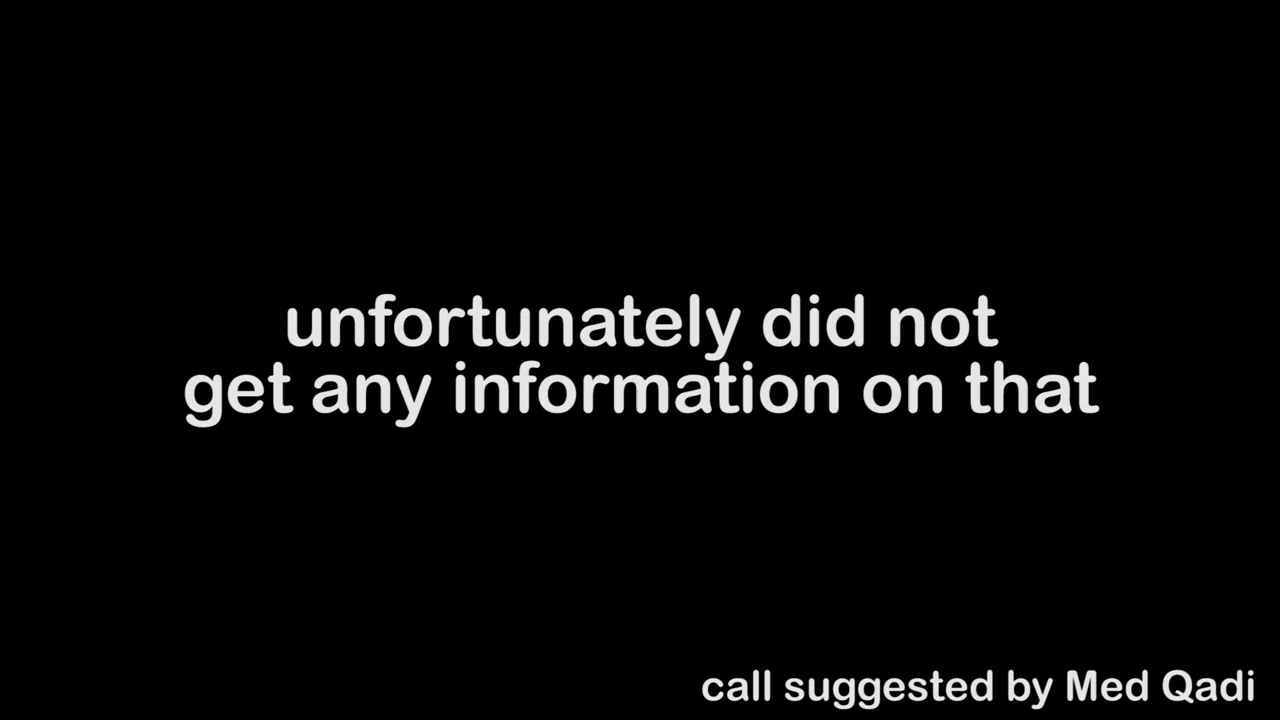 unfortunately did not
get any information on that
call suggested by Med Qadi